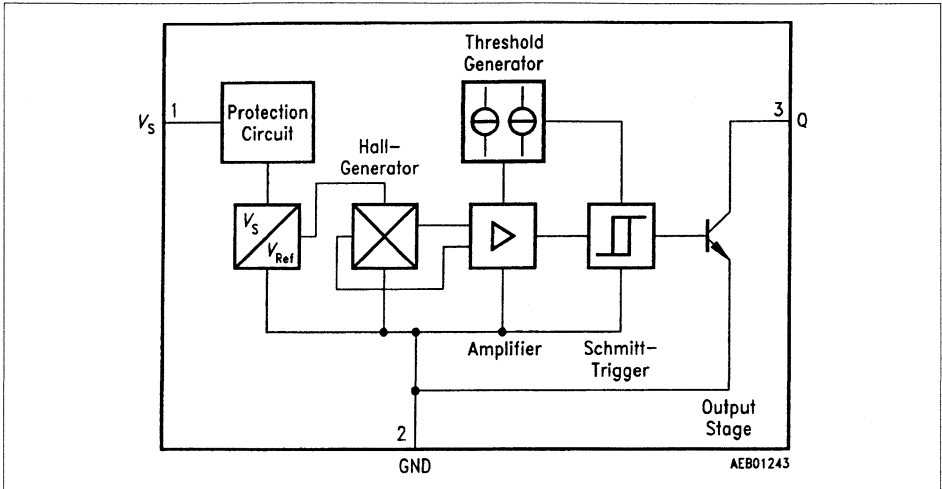 Threshold
Generator
1
Protection
Circuit
3
V_S
Q
Hall-
Generator
V_S
V_Ref
Amplifier
Schmitt-
Trigger
Output
Stage
2
GND
AEB01243